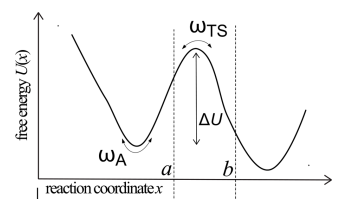 ω_TS
free energy U(x)
ΔU
ω_A
a
b
reaction coordinate x